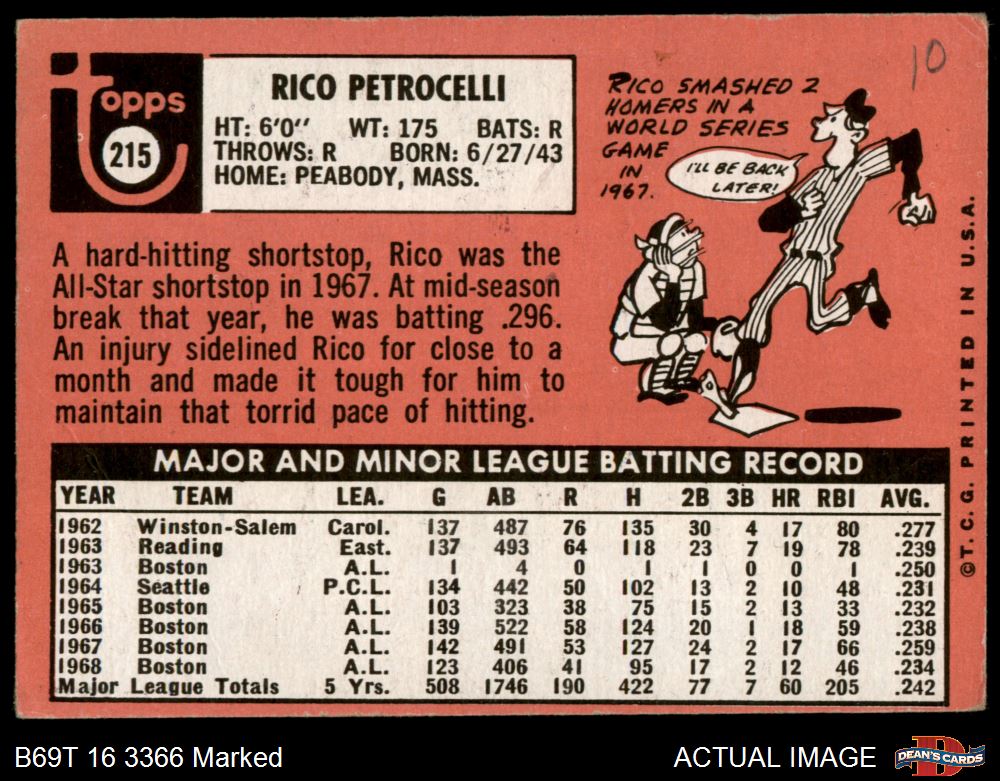 Topps
215
RICO PETROCELLI
HT: 6'0" WT: 175 BATS: R
THROWS: R BORN: 6/27/43
HOME: PEABODY, MASS.
RICO SMASHED 2
HOMERS IN A
WORLD SERIES
GAME
IN
1967.
I'LL BE BACK
LATER!
10
A hard-hitting shortstop, Rico was the
All-Star shortstop in 1967. At mid-season
break that year, he was batting .296.
An injury sidelined Rico for close to a
month and made it tough for him to
maintain that torrid pace of hitting.
©T.C.G. PRINTED IN U.S.A.
MAJOR AND MINOR LEAGUE BATTING RECORD
YEAR TEAM LEA. G AB R H 2B 3B HR RBI AVG.
1962 Winston-Salem Carol. 137 487 76 135 30 4 17 80 .277
1963 Reading East. 137 493 64 118 23 7 19 78 .239
1963 Boston A.L. 1 4 0 1 1 0 0 1 .250
1964 Seattle P.C.L. 134 442 50 102 13 2 10 48 .231
1965 Boston A.L. 103 323 38 75 15 2 13 33 .232
1966 Boston A.L. 139 522 58 124 20 1 18 59 .238
1967 Boston A.L. 142 491 53 127 24 2 17 66 .259
1968 Boston A.L. 123 406 41 95 17 2 12 46 .234
Major League Totals 5 Yrs. 508 1746 190 422 77 7 60 205 .242
B69T 16 3366 Marked
ACTUAL IMAGE
DEAN'S CARDS